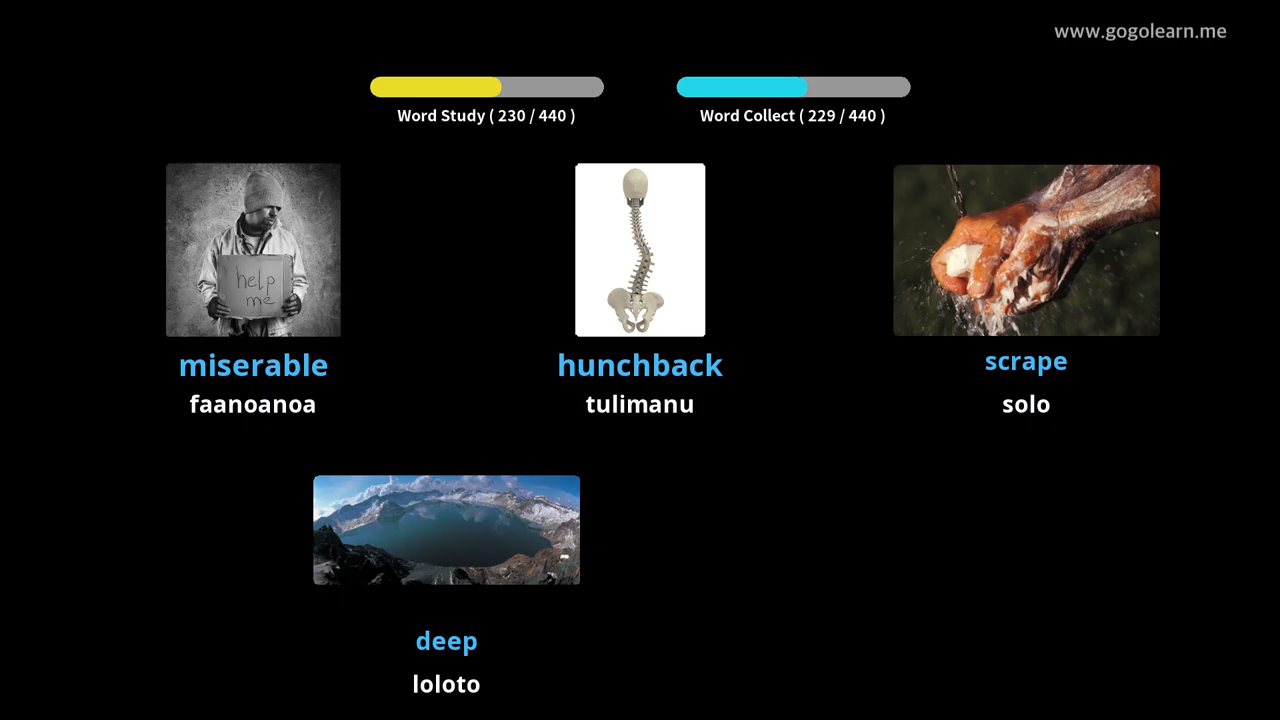 www.gogolearn.me
Word Study ( 230 / 440 )
Word Collect ( 229 / 440 )
help
me
miserable
faanoanoa
hunchback
tulimanu
scrape
solo
deep
loloto